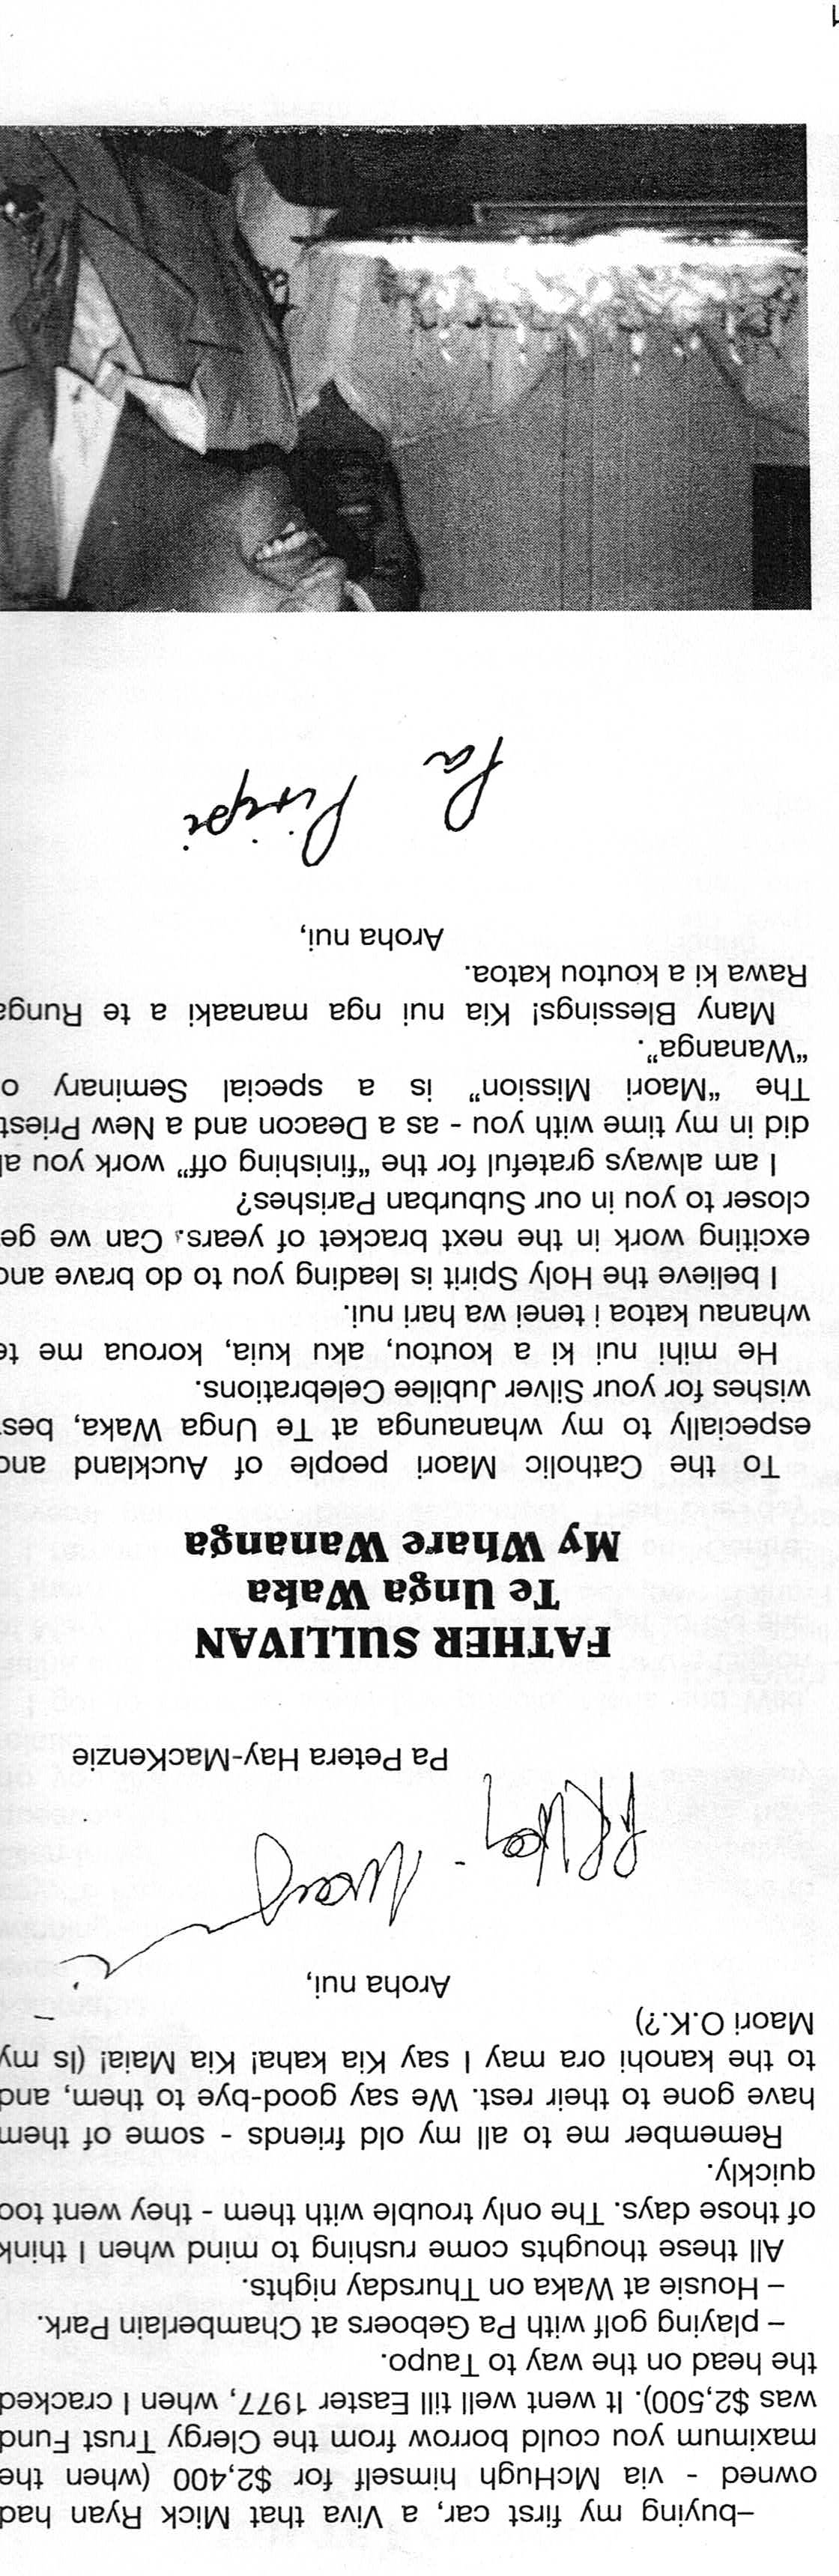 –buying my first car, a Viva that Mick Ryan had
owned - via McHugh himself for $2,400 (when the
maximum you could borrow from the Clergy Trust Fund
was $2,500). It went well till Easter 1977, when I cracked
the head on the way to Taupo.
– playing golf with Pa Geboers at Chamberlain Park.
– Housie at Waka on Thursday nights.
All these thoughts come rushing to mind when I think
of those days. The only trouble with them - they went too
quickly.
Remember me to all my old friends - some of them
have gone to their rest. We say good-bye to them, and
to the kanohi ora may I say Kia kaha! Kia Maia! (Is my
Maori O.K.?)
Aroha nui,
Pa Petera Hay-MacKenzie
FATHER SULLIVAN
Te Unga Waka
My Whare Wananga
To the Catholic Maori people of Auckland and
especially to my whanaunga at Te Unga Waka, best
wishes for your Silver Jubilee Celebrations.
He mihi nui ki a koutou, aku kuia, koroua me te
whanau katoa i tenei wa hari nui.
I believe the Holy Spirit is leading you to do brave and
exciting work in the next bracket of years. Can we ge
closer to you in our Suburban Parishes?
I am always grateful for the “finishing off” work you al
did in my time with you - as a Deacon and a New Priest
The “Maori Mission” is a special Seminary o
“Wananga”.
Many Blessings! Kia nui nga manaaki a te Runga
Rawa ki a koutou katoa.
Aroha nui,
Pa Piripi
1